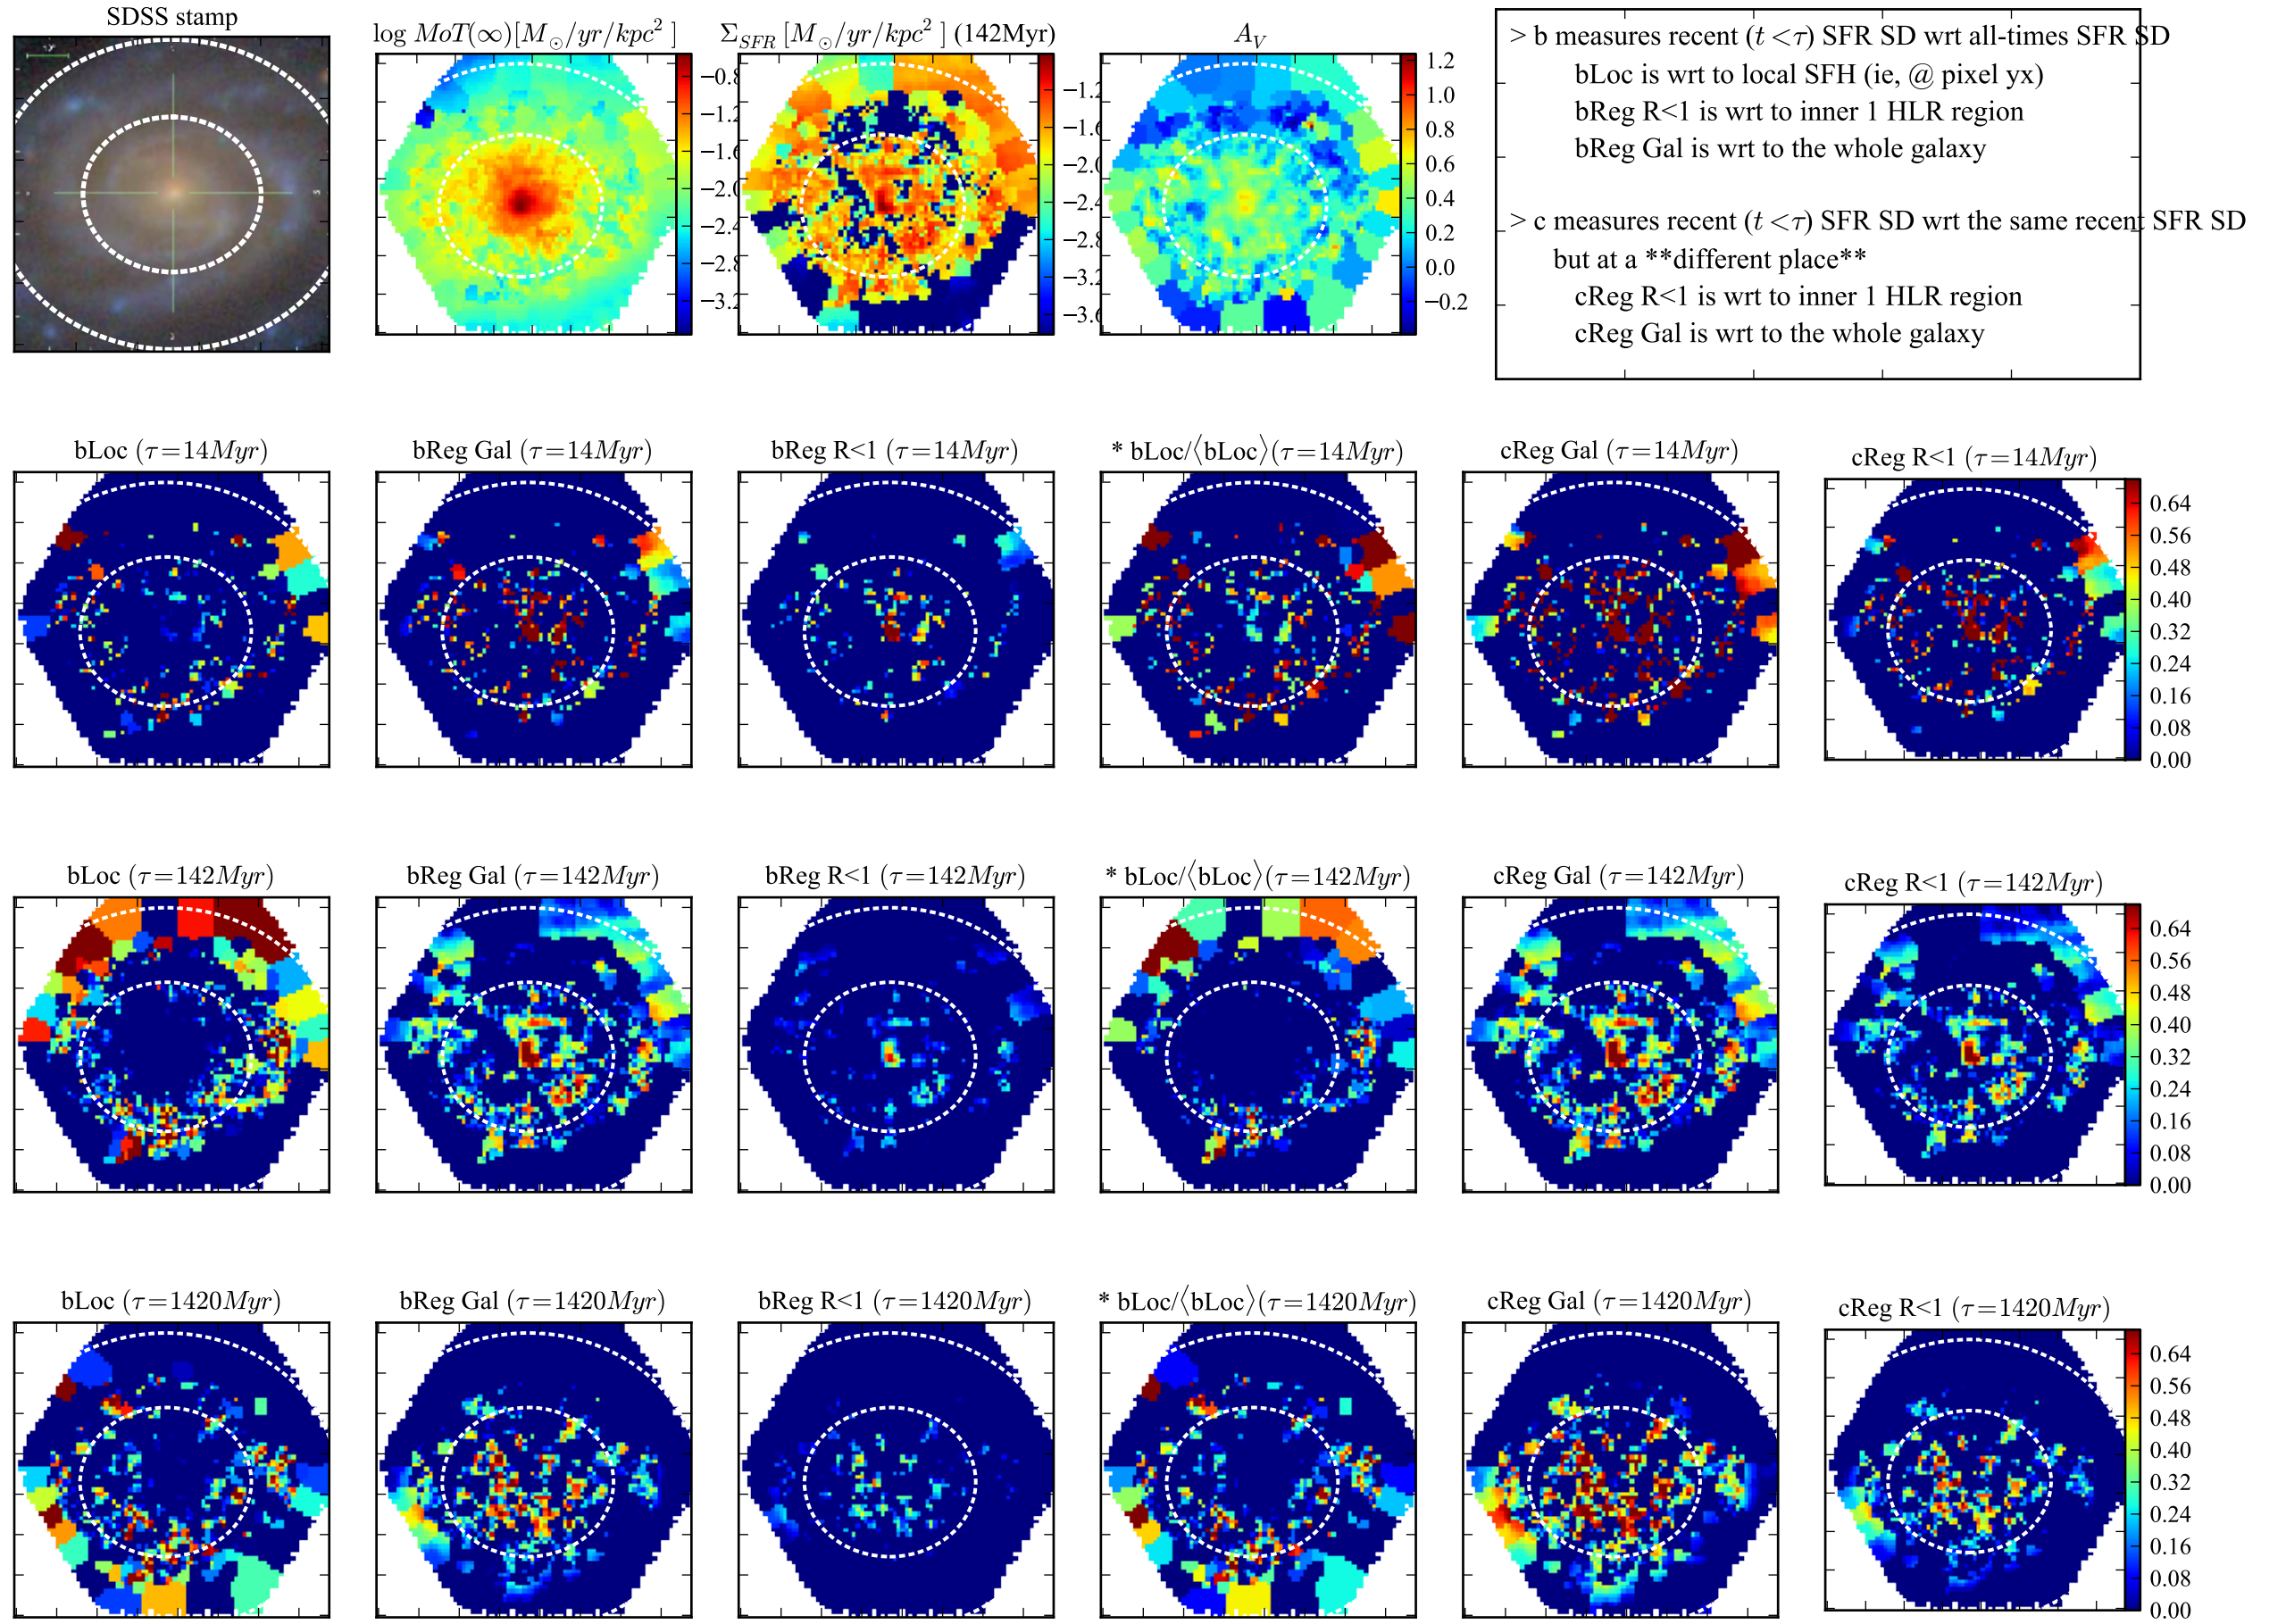 SDSS stamp
log MoT(∞)[M⊙/yr/kpc² ]
Σ_SFR [M⊙/yr/kpc² ] (142Myr)
A_V
−0.8
−1.2
−1.6
−2.0
−2.4
−2.8
−3.2
−1.2
−1.6
−2.0
−2.4
−2.8
−3.2
−3.6
1.2
1.0
0.8
0.6
0.4
0.2
0.0
−0.2
> b measures recent (t <τ) SFR SD wrt all-times SFR SD
bLoc is wrt to local SFH (ie, @ pixel yx)
bReg R<1 is wrt to inner 1 HLR region
bReg Gal is wrt to the whole galaxy
> c measures recent (t <τ) SFR SD wrt the same recent SFR SD
but at a **different place**
cReg R<1 is wrt to inner 1 HLR region
cReg Gal is wrt to the whole galaxy
bLoc (τ=14Myr)
bReg Gal (τ=14Myr)
bReg R<1 (τ=14Myr)
* bLoc/⟨bLoc⟩(τ=14Myr)
cReg Gal (τ=14Myr)
cReg R<1 (τ=14Myr)
0.64
0.56
0.48
0.40
0.32
0.24
0.16
0.08
0.00
bLoc (τ=142Myr)
bReg Gal (τ=142Myr)
bReg R<1 (τ=142Myr)
* bLoc/⟨bLoc⟩(τ=142Myr)
cReg Gal (τ=142Myr)
cReg R<1 (τ=142Myr)
0.64
0.56
0.48
0.40
0.32
0.24
0.16
0.08
0.00
bLoc (τ=1420Myr)
bReg Gal (τ=1420Myr)
bReg R<1 (τ=1420Myr)
* bLoc/⟨bLoc⟩(τ=1420Myr)
cReg Gal (τ=1420Myr)
cReg R<1 (τ=1420Myr)
0.64
0.56
0.48
0.40
0.32
0.24
0.16
0.08
0.00